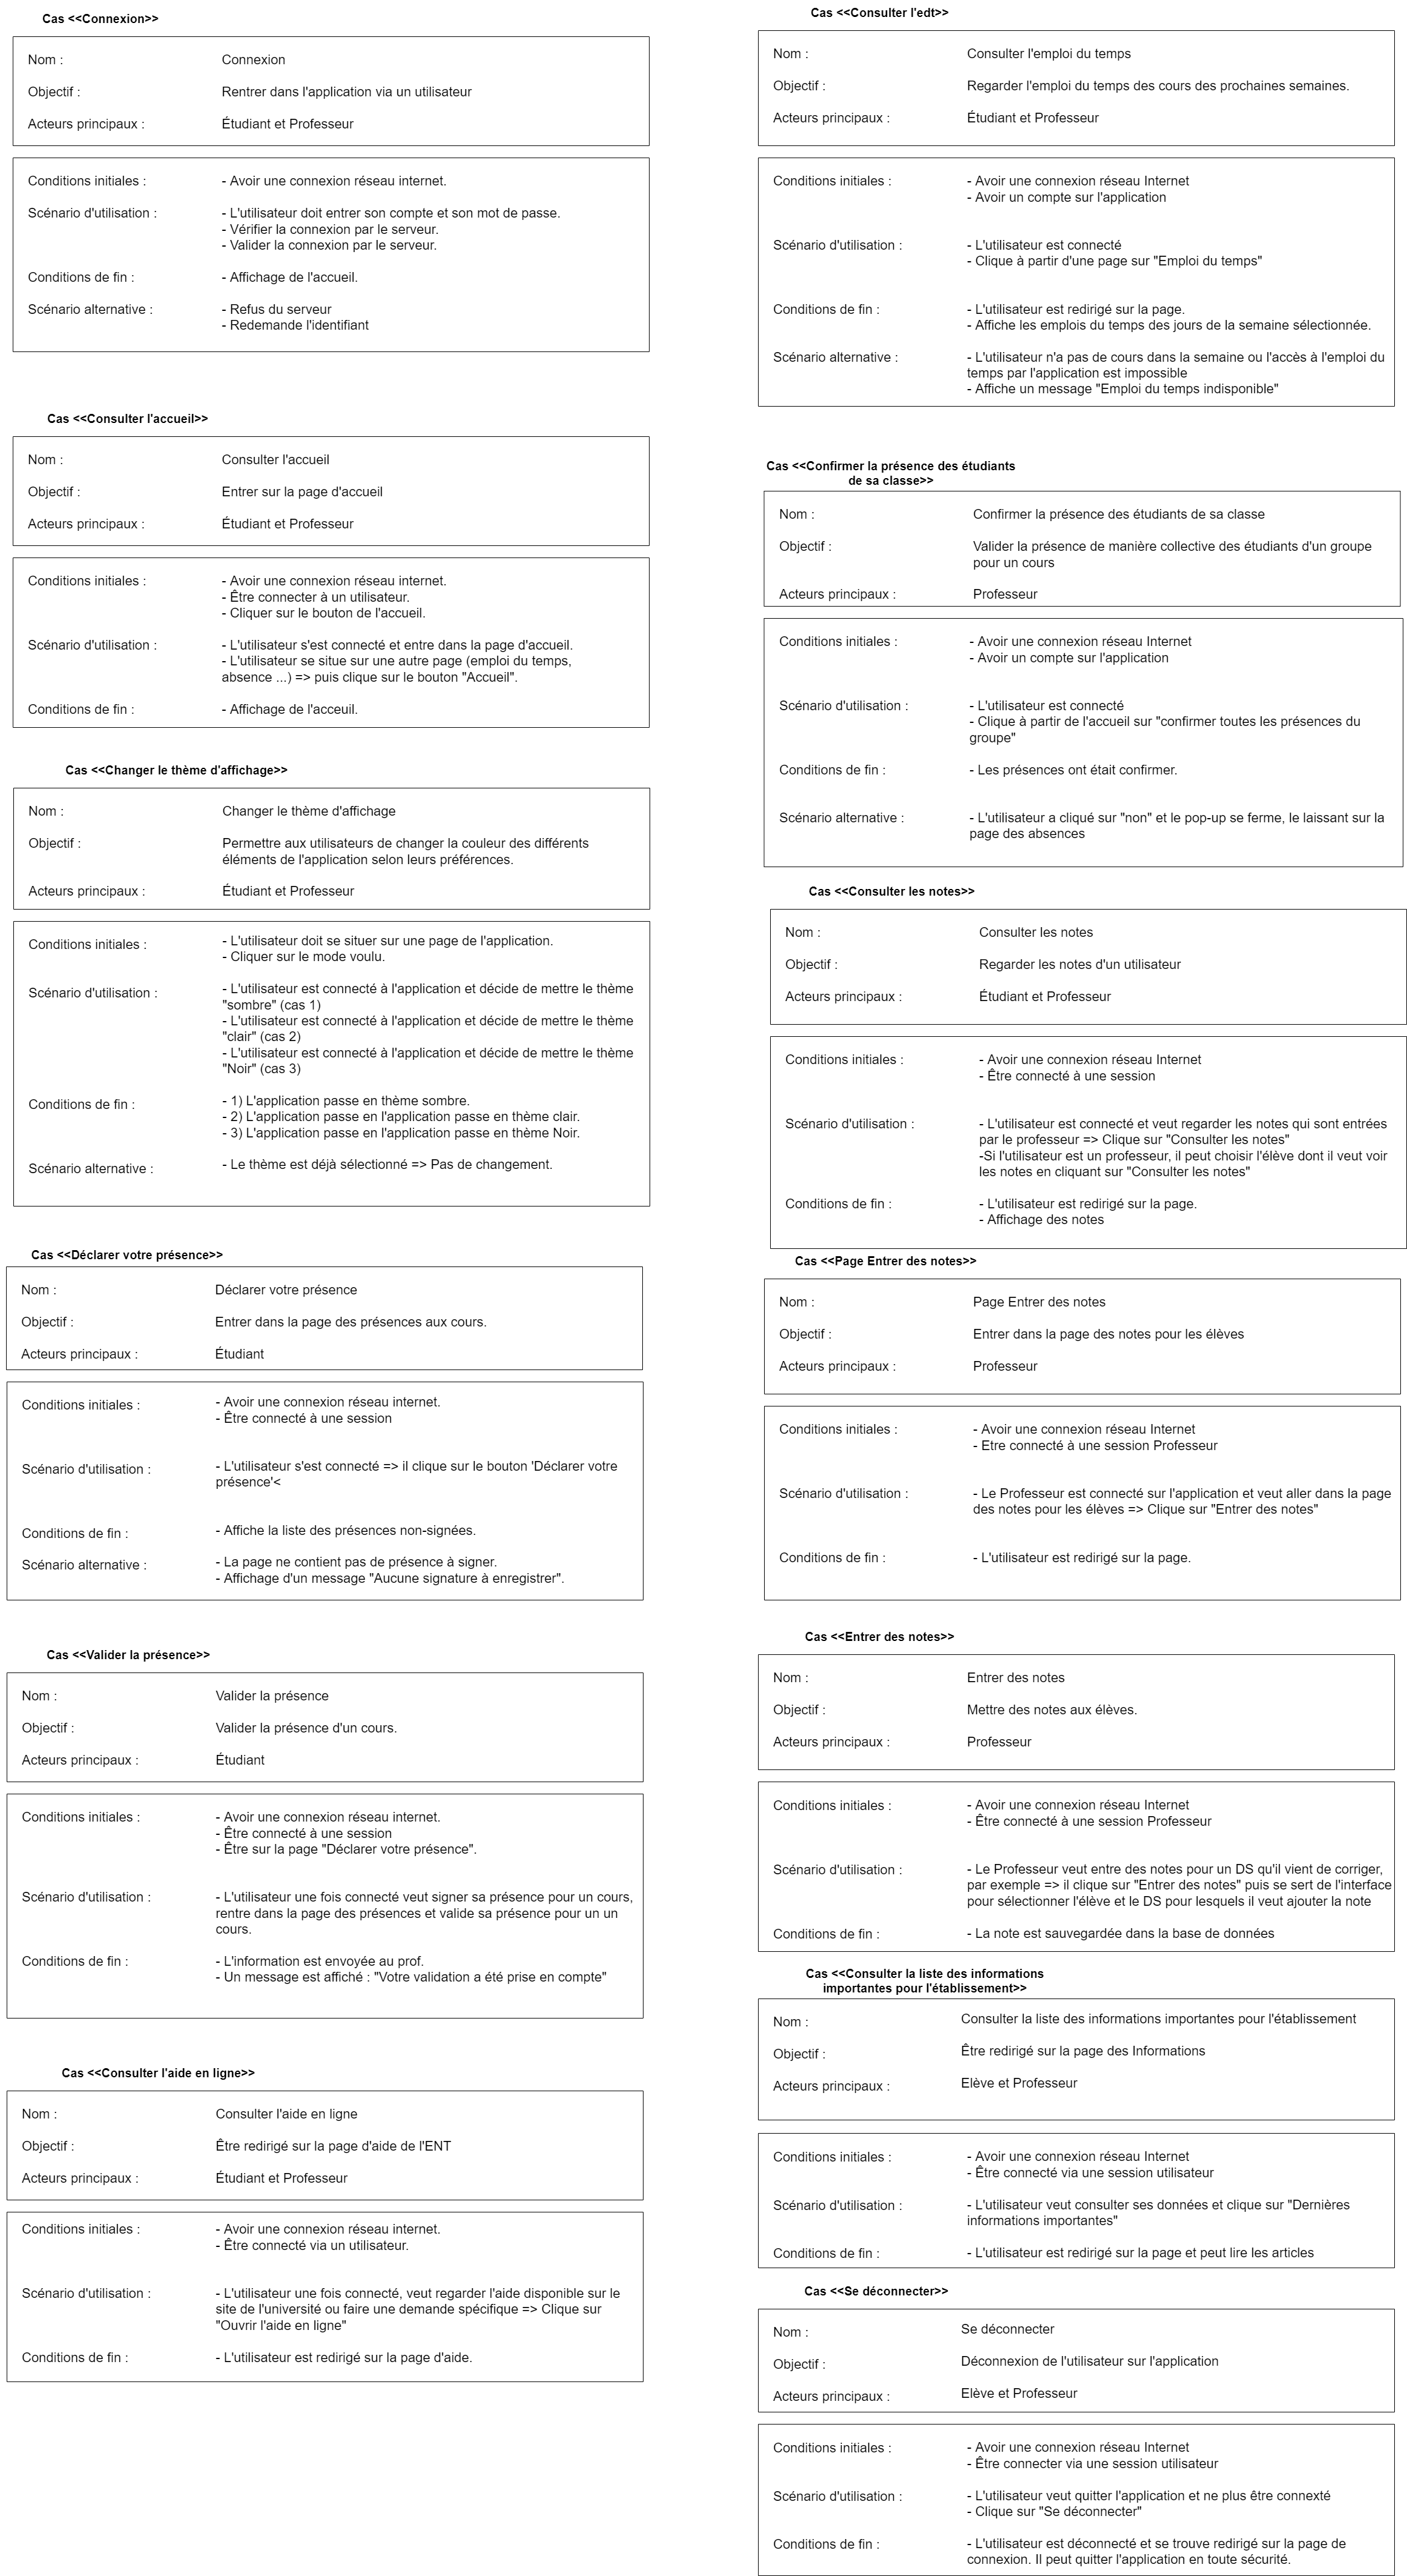 Cas <<Connexion>>
Nom :
Connexion
Objectif :
Rentrer dans l'application via un utilisateur
Acteurs principaux :
Étudiant et Professeur
Conditions initiales :
- Avoir une connexion réseau internet.
Scénario d'utilisation :
- L'utilisateur doit entrer son compte et son mot de passe.
- Vérifier la connexion par le serveur.
- Valider la connexion par le serveur.
Conditions de fin :
- Affichage de l'accueil.
Scénario alternative :
- Refus du serveur
- Redemande l'identifiant
Cas <<Consulter l'accueil>>
Nom :
Consulter l'accueil
Objectif :
Entrer sur la page d'accueil
Acteurs principaux :
Étudiant et Professeur
Conditions initiales :
- Avoir une connexion réseau internet.
- Être connecter à un utilisateur.
- Cliquer sur le bouton de l'accueil.
Scénario d'utilisation :
- L'utilisateur s'est connecté et entre dans la page d'accueil.
- L'utilisateur se situe sur une autre page (emploi du temps,
absence ...) => puis clique sur le bouton "Accueil".
Conditions de fin :
- Affichage de l'acceuil.
Cas <<Changer le thème d'affichage>>
Nom :
Changer le thème d'affichage
Objectif :
Permettre aux utilisateurs de changer la couleur des différents
éléments de l'application selon leurs préférences.
Acteurs principaux :
Étudiant et Professeur
Conditions initiales :
- L'utilisateur doit se situer sur une page de l'application.
- Cliquer sur le mode voulu.
Scénario d'utilisation :
- L'utilisateur est connecté à l'application et décide de mettre le thème
"sombre" (cas 1)
- L'utilisateur est connecté à l'application et décide de mettre le thème
"clair" (cas 2)
- L'utilisateur est connecté à l'application et décide de mettre le thème
"Noir" (cas 3)
Conditions de fin :
- 1) L'application passe en thème sombre.
- 2) L'application passe en l'application passe en thème clair.
- 3) L'application passe en l'application passe en thème Noir.
Scénario alternative :
- Le thème est déjà sélectionné => Pas de changement.
Cas <<Déclarer votre présence>>
Nom :
Déclarer votre présence
Objectif :
Entrer dans la page des présences aux cours.
Acteurs principaux :
Étudiant
Conditions initiales :
- Avoir une connexion réseau internet.
- Être connecté à une session
Scénario d'utilisation :
- L'utilisateur s'est connecté => il clique sur le bouton 'Déclarer votre
présence'<
Conditions de fin :
- Affiche la liste des présences non-signées.
Scénario alternative :
- La page ne contient pas de présence à signer.
- Affichage d'un message "Aucune signature à enregistrer".
Cas <<Valider la présence>>
Nom :
Valider la présence
Objectif :
Valider la présence d'un cours.
Acteurs principaux :
Étudiant
Conditions initiales :
- Avoir une connexion réseau internet.
- Être connecté à une session
- Être sur la page "Déclarer votre présence".
Scénario d'utilisation :
- L'utilisateur une fois connecté veut signer sa présence pour un cours,
rentre dans la page des présences et valide sa présence pour un un
cours.
Conditions de fin :
- L'information est envoyée au prof.
- Un message est affiché : "Votre validation a été prise en compte"
Cas <<Consulter l'aide en ligne>>
Nom :
Consulter l'aide en ligne
Objectif :
Être redirigé sur la page d'aide de l'ENT
Acteurs principaux :
Étudiant et Professeur
Conditions initiales :
- Avoir une connexion réseau internet.
- Être connecté via un utilisateur.
Scénario d'utilisation :
- L'utilisateur une fois connecté, veut regarder l'aide disponible sur le
site de l'université ou faire une demande spécifique => Clique sur
"Ouvrir l'aide en ligne"
Conditions de fin :
- L'utilisateur est redirigé sur la page d'aide.
Cas <<Consulter l'edt>>
Nom :
Consulter l'emploi du temps
Objectif :
Regarder l'emploi du temps des cours des prochaines semaines.
Acteurs principaux :
Étudiant et Professeur
Conditions initiales :
- Avoir une connexion réseau Internet
- Avoir un compte sur l'application
Scénario d'utilisation :
- L'utilisateur est connecté
- Clique à partir d'une page sur "Emploi du temps"
Conditions de fin :
- L'utilisateur est redirigé sur la page.
- Affiche les emplois du temps des jours de la semaine sélectionnée.
Scénario alternative :
- L'utilisateur n'a pas de cours dans la semaine ou l'accès à l'emploi du
temps par l'application est impossible
- Affiche un message "Emploi du temps indisponible"
Cas <<Confirmer la présence des étudiants
de sa classe>>
Nom :
Confirmer la présence des étudiants de sa classe
Objectif :
Valider la présence de manière collective des étudiants d'un groupe
pour un cours
Acteurs principaux :
Professeur
Conditions initiales :
- Avoir une connexion réseau Internet
- Avoir un compte sur l'application
Scénario d'utilisation :
- L'utilisateur est connecté
- Clique à partir de l'accueil sur "confirmer toutes les présences du
groupe"
Conditions de fin :
- Les présences ont était confirmer.
Scénario alternative :
- L'utilisateur a cliqué sur "non" et le pop-up se ferme, le laissant sur la
page des absences
Cas <<Consulter les notes>>
Nom :
Consulter les notes
Objectif :
Regarder les notes d'un utilisateur
Acteurs principaux :
Étudiant et Professeur
Conditions initiales :
- Avoir une connexion réseau Internet
- Être connecté à une session
Scénario d'utilisation :
- L'utilisateur est connecté et veut regarder les notes qui sont entrées
par le professeur => Clique sur "Consulter les notes"
-Si l'utilisateur est un professeur, il peut choisir l'élève dont il veut voir
les notes en cliquant sur "Consulter les notes"
Conditions de fin :
- L'utilisateur est redirigé sur la page.
- Affichage des notes
Cas <<Page Entrer des notes>>
Nom :
Page Entrer des notes
Objectif :
Entrer dans la page des notes pour les élèves
Acteurs principaux :
Professeur
Conditions initiales :
- Avoir une connexion réseau Internet
- Etre connecté à une session Professeur
Scénario d'utilisation :
- Le Professeur est connecté sur l'application et veut aller dans la page
des notes pour les élèves => Clique sur "Entrer des notes"
Conditions de fin :
- L'utilisateur est redirigé sur la page.
Cas <<Entrer des notes>>
Nom :
Entrer des notes
Objectif :
Mettre des notes aux élèves.
Acteurs principaux :
Professeur
Conditions initiales :
- Avoir une connexion réseau Internet
- Être connecté à une session Professeur
Scénario d'utilisation :
- Le Professeur veut entre des notes pour un DS qu'il vient de corriger,
par exemple => il clique sur "Entrer des notes" puis se sert de l'interface
pour sélectionner l'élève et le DS pour lesquels il veut ajouter la note
Conditions de fin :
- La note est sauvegardée dans la base de données
Cas <<Consulter la liste des informations
importantes pour l'établissement>>
Nom :
Consulter la liste des informations importantes pour l'établissement
Objectif :
Être redirigé sur la page des Informations
Acteurs principaux :
Elève et Professeur
Conditions initiales :
- Avoir une connexion réseau Internet
- Être connecté via une session utilisateur
Scénario d'utilisation :
- L'utilisateur veut consulter ses données et clique sur "Dernières
informations importantes"
Conditions de fin :
- L'utilisateur est redirigé sur la page et peut lire les articles
Cas <<Se déconnecter>>
Nom :
Se déconnecter
Objectif :
Déconnexion de l'utilisateur sur l'application
Acteurs principaux :
Elève et Professeur
Conditions initiales :
- Avoir une connexion réseau Internet
- Être connecter via une session utilisateur
Scénario d'utilisation :
- L'utilisateur veut quitter l'application et ne plus être connexté
- Clique sur "Se déconnecter"
Conditions de fin :
- L'utilisateur est déconnecté et se trouve redirigé sur la page de
connexion. Il peut quitter l'application en toute sécurité.